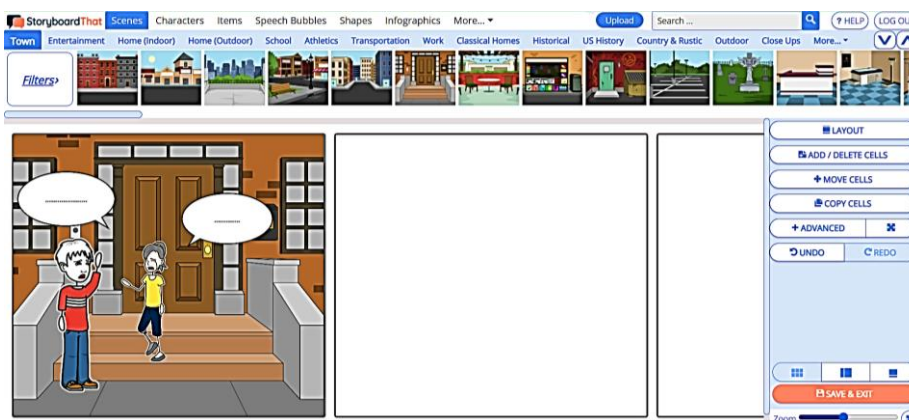 StoryboardThat Scenes Characters Items Speech Bubbles Shapes Infographics More... Upload Search ... ? HELP LOG OU
Town Entertainment Home (Indoor) Home (Outdoor) School Athletics Transportation Work Classical Homes Historical US History Country & Rustic Outdoor Close Ups More...
Filters›
LAYOUT
ADD / DELETE CELLS
MOVE CELLS
COPY CELLS
+ ADVANCED
UNDO REDO
....................
.............
SAVE & EXIT
Zoom